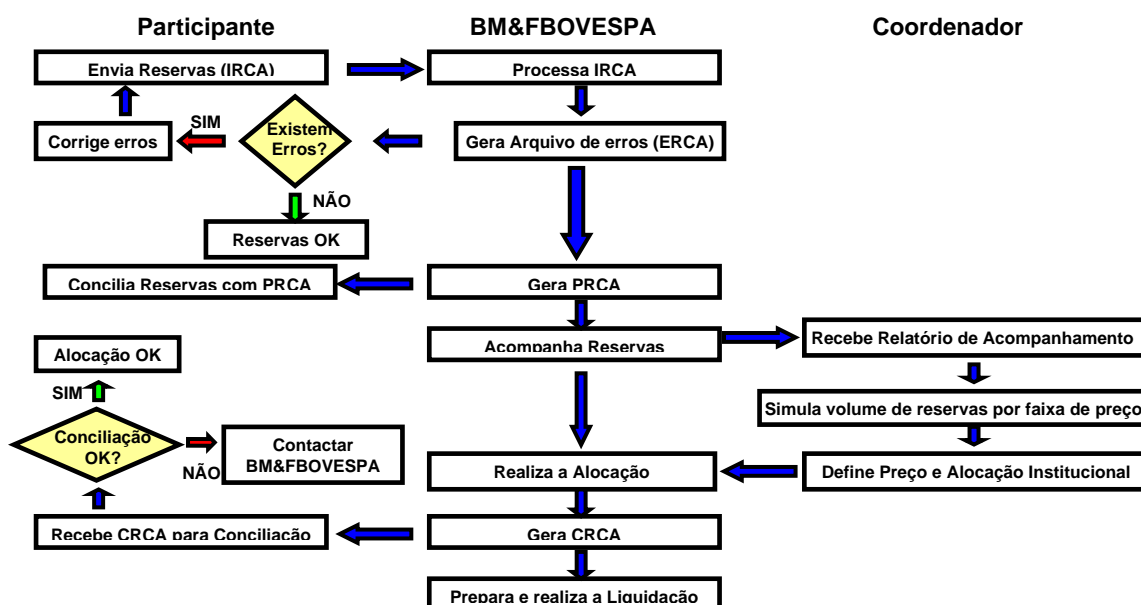 Participante
BM&FBOVESPA
Coordenador
Envia Reservas (IRCA)
Processa IRCA
SIM
Existem
Erros?
Corrige erros
Gera Arquivo de erros (ERCA)
NÃO
Reservas OK
Concilia Reservas com PRCA
Gera PRCA
Acompanha Reservas
Recebe Relatório de Acompanhamento
Alocação OK
SIM
Simula volume de reservas por faixa de preço
Conciliação
OK?
NÃO
Contactar
BM&FBOVESPA
Realiza a Alocação
Define Preço e Alocação Institucional
Recebe CRCA para Conciliação
Gera CRCA
Prepara e realiza a Liquidação